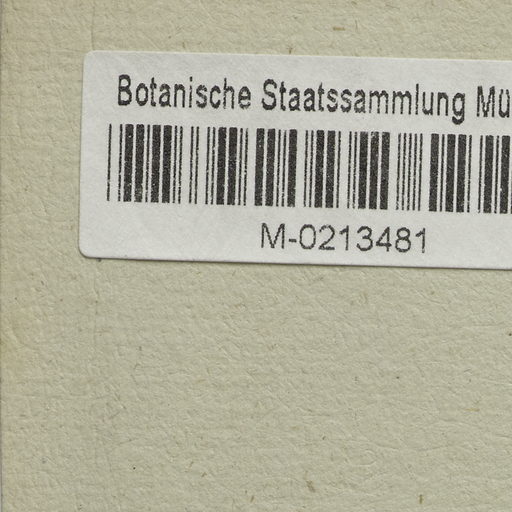 Botanische Staatssammlung Mü
M-0213481